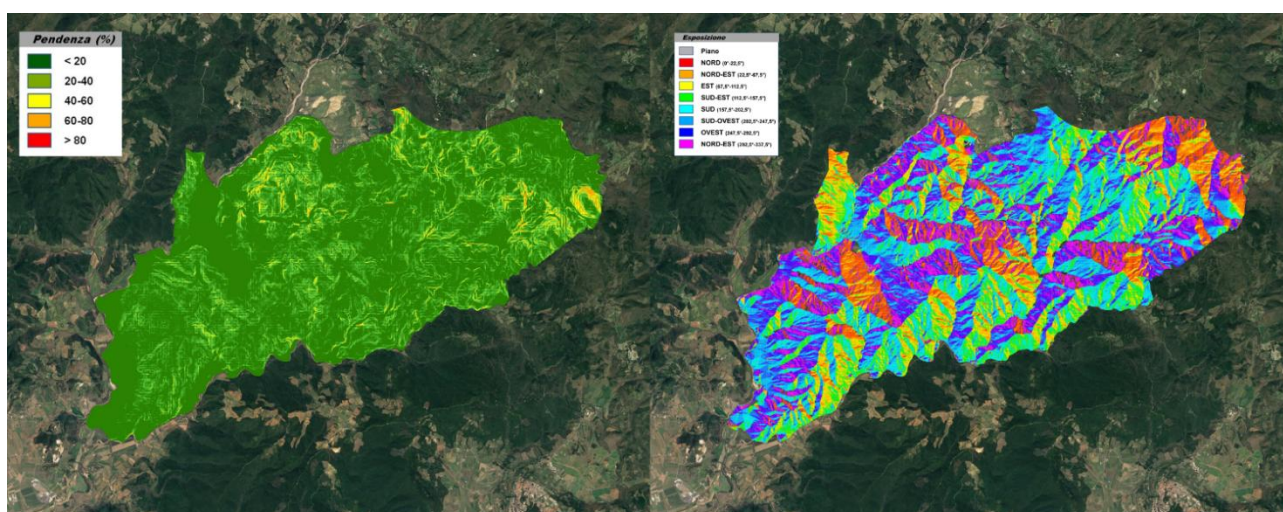 Pendenza (%)
< 20
20-40
40-60
60-80
> 80
Esposizione
Piano
NORD (0°-22,5°)
NORD-EST (22,5°-67,5°)
EST (67,5°-112,5°)
SUD-EST (112,5°-157,5°)
SUD (157,5°-202,5°)
SUD-OVEST (202,5°-247,5°)
OVEST (247,5°-292,5°)
NORD-EST (292,5°-337,5°)